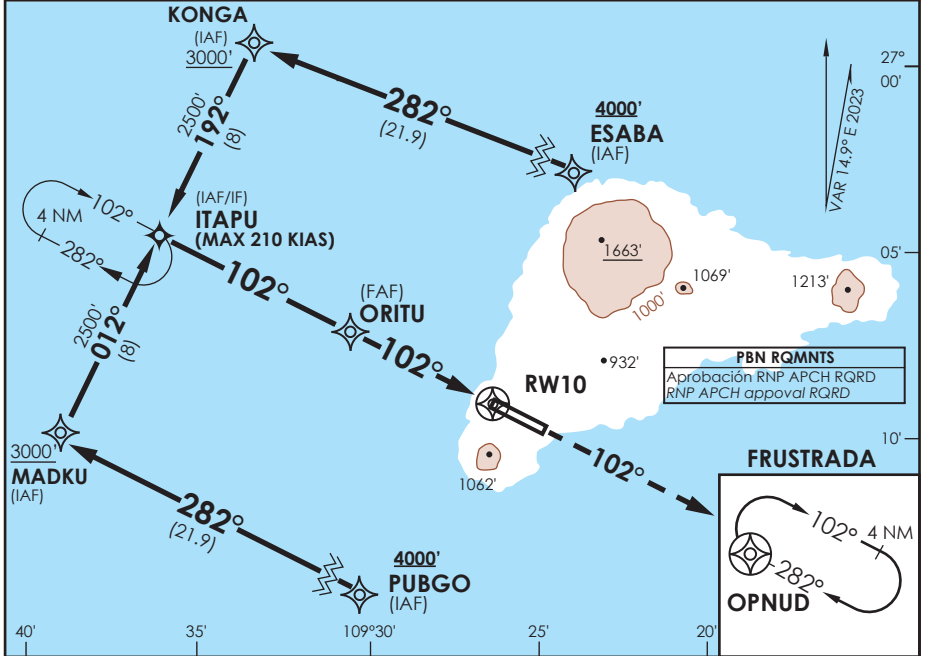 KONGA
(IAF)
3000'
27°
00'
282°
(21.9)
4000'
ESABA
(IAF)
VAR 14.9° E 2023
2500'
192°
(8)
102°
4 NM
282°
(IAF/IF)
ITAPU
(MAX 210 KIAS)
1663'
05'
1069'
1213'
1000'
102°
(FAF)
ORITU
2500'
012°
(8)
102°
932'
PBN RQMNTS
Aprobación RNP APCH RQRD
RNP APCH appoval RQRD
RW10
3000'
MADKU
(IAF)
10'
1062'
102°
FRUSTRADA
282°
(21.9)
102°
4 NM
282°
OPNUD
4000'
PUBGO
(IAF)
40'
35'
109°30'
25'
20'